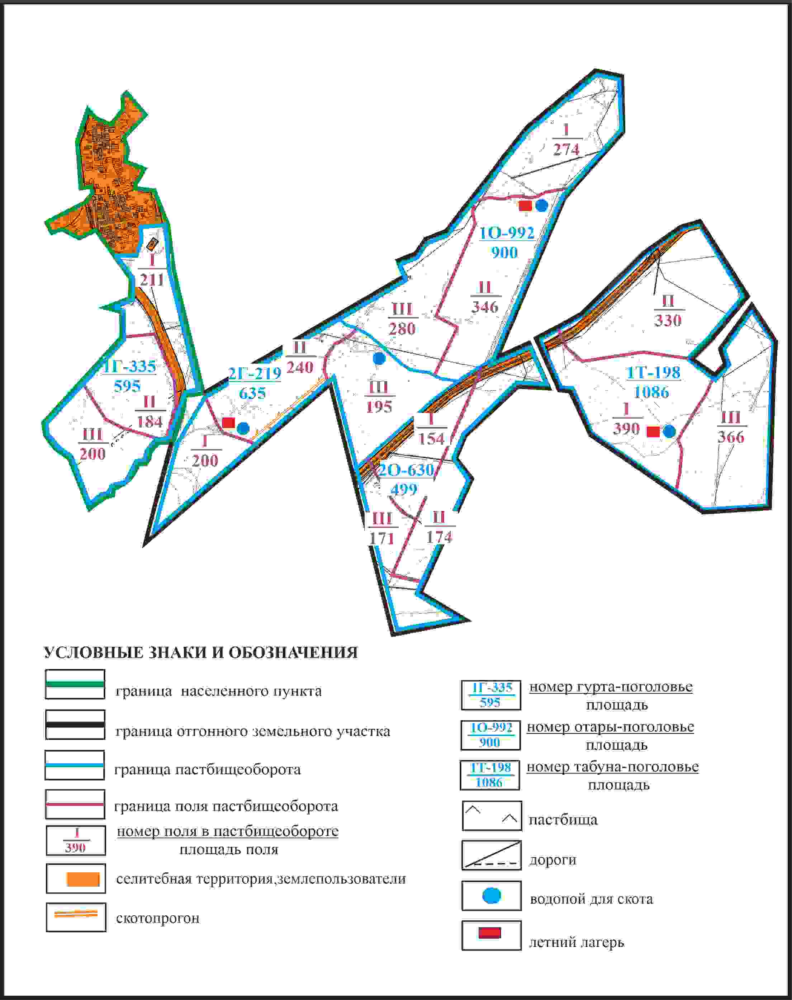 I
274
1О-992
900
II
346
III
280
I
211
II
330
II
240
1Г-335
595
2Г-219
635
1Т-198
1086
III
195
II
184
I
390
III
366
I
154
III
200
I
200
2О-630
499
III
171
II
174
УСЛОВНЫЕ ЗНАКИ И ОБОЗНАЧЕНИЯ
граница населенного пункта
граница отгонного земельного участка
граница пастбищеоборота
граница поля пастбищеоборота
I
390
номер поля в пастбищеобороте
площадь поля
селитебная территория,землепользователи
скотопрогон
1Г-335
595
номер гурта-поголовье
площадь
1О-992
900
номер отары-поголовье
площадь
1Т-198
1086
номер табуна-поголовье
площадь
пастбища
дороги
водопой для скота
летний лагерь